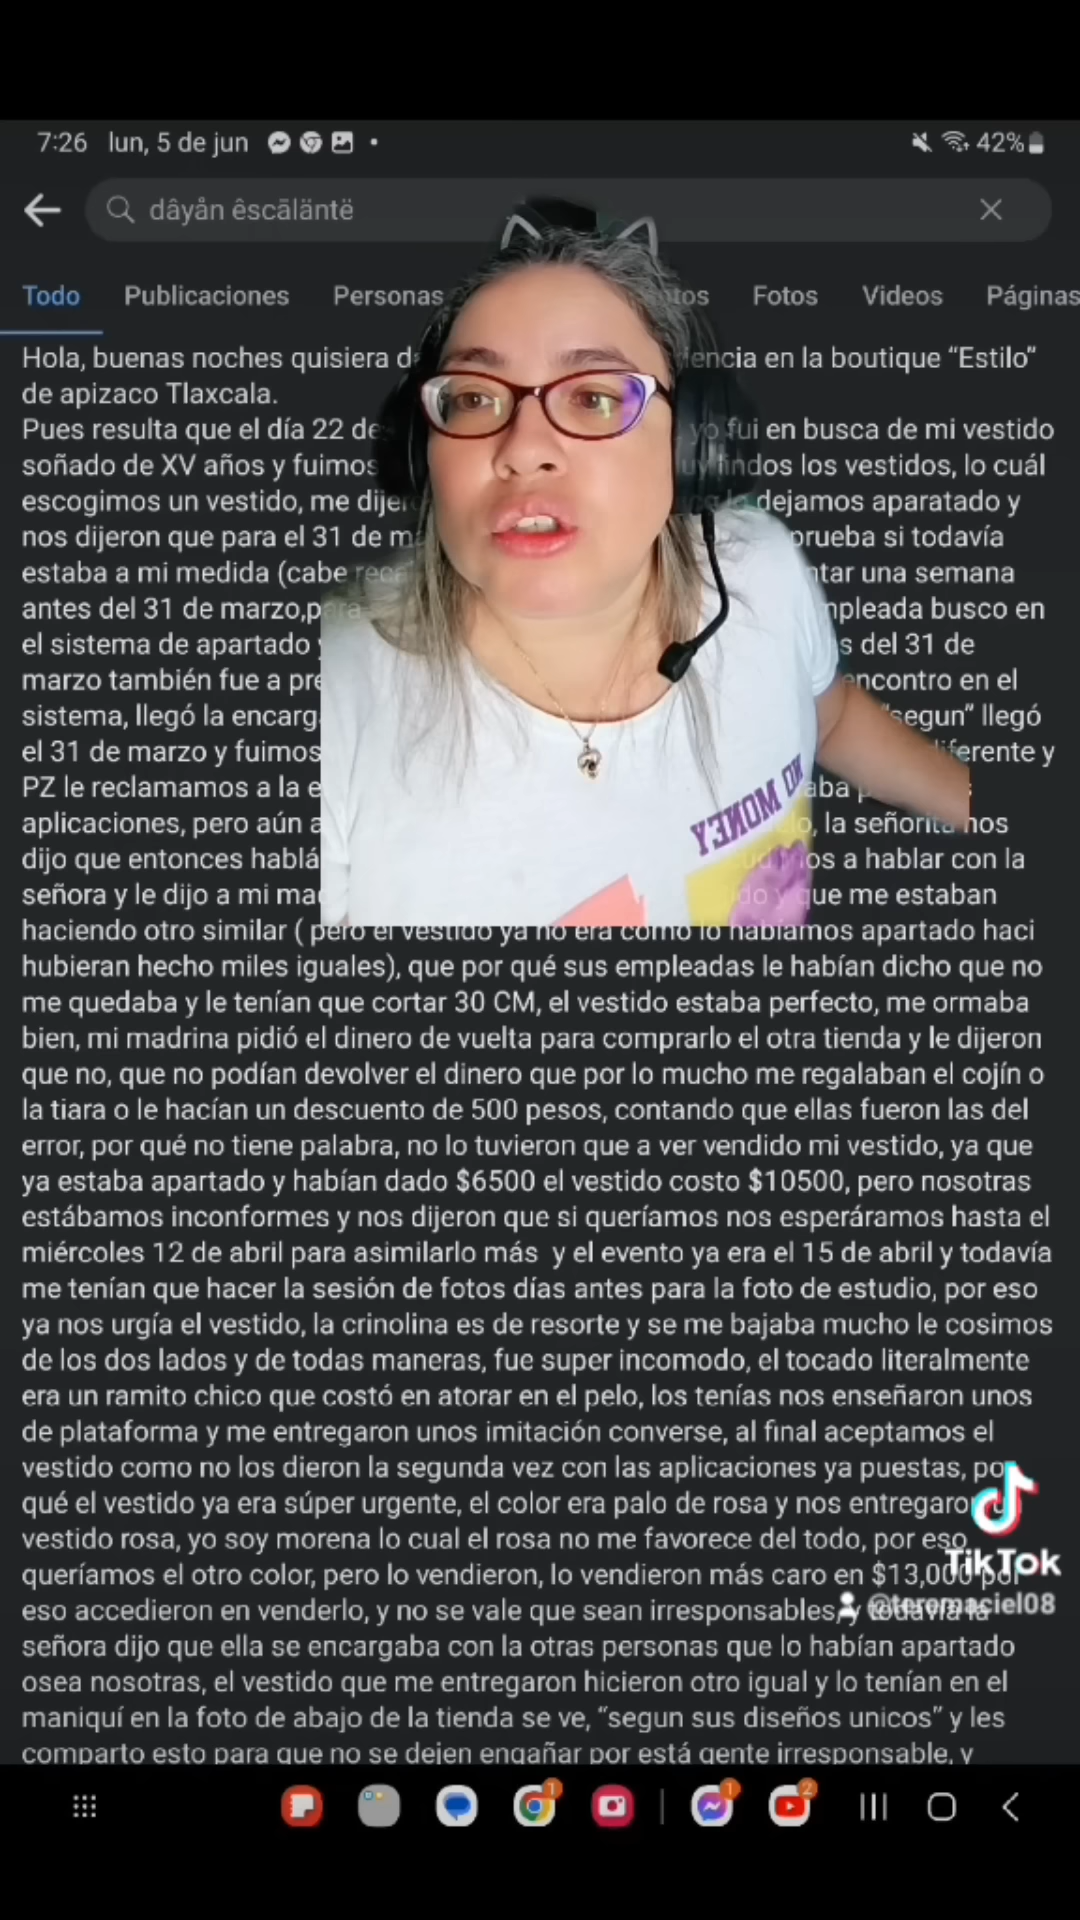 7:26 lun, 5 de jun 42%
dâyån êscāläntë
Todo Publicaciones Personas Fotos Videos Páginas
Hola, buenas noches quisiera en la boutique “Estilo”
de apizaco Tlaxcala.
Pues resulta que el día 22 de yo fui en busca de mi vestido
soñado de XV años y fuimos lindos los vestidos, lo cuál
escogimos un vestido, me dejamos aparatado y
nos dijeron que para el 31 de prueba si todavía
estaba a mi medida (cabe una semana
antes del 31 de marzo, busco en
el sistema de apartado del 31 de
marzo también fue a encontro en el
sistema, llegó la “segun” llegó
el 31 de marzo y fuimos diferente y
PZ le reclamamos a la
aplicaciones, pero aún la señorita nos
dijo que entonces a hablar con la
señora y le dijo a mi que me estaban
haciendo otro similar ( pero el vestido ya no era como lo habíamos apartado haci
hubieran hecho miles iguales), que por qué sus empleadas le habían dicho que no
me quedaba y le tenían que cortar 30 CM, el vestido estaba perfecto, me ormaba
bien, mi madrina pidió el dinero de vuelta para comprarlo el otra tienda y le dijeron
que no, que no podían devolver el dinero que por lo mucho me regalaban el cojín o
la tiara o le hacían un descuento de 500 pesos, contando que ellas fueron las del
error, por qué no tiene palabra, no lo tuvieron que a ver vendido mi vestido, ya que
ya estaba apartado y habían dado $6500 el vestido costo $10500, pero nosotras
estábamos inconformes y nos dijeron que si queríamos nos esperáramos hasta el
miércoles 12 de abril para asimilarlo más y el evento ya era el 15 de abril y todavía
me tenían que hacer la sesión de fotos días antes para la foto de estudio, por eso
ya nos urgía el vestido, la crinolina es de resorte y se me bajaba mucho le cosimos
de los dos lados y de todas maneras, fue super incomodo, el tocado literalmente
era un ramito chico que costó en atorar en el pelo, los tenías nos enseñaron unos
de plataforma y me entregaron unos imitación converse, al final aceptamos el
vestido como no los dieron la segunda vez con las aplicaciones ya puestas, por
qué el vestido ya era súper urgente, el color era palo de rosa y nos entregaron
vestido rosa, yo soy morena lo cual el rosa no me favorece del todo, por eso
queríamos el otro color, pero lo vendieron, lo vendieron más caro en $13,000 por
eso accedieron en venderlo, y no se vale que sean irresponsables, y todavía la
señora dijo que ella se encargaba con la otras personas que lo habían apartado
osea nosotras, el vestido que me entregaron hicieron otro igual y lo tenían en el
maniquí en la foto de abajo de la tienda se ve, “segun sus diseños unicos” y les
comparto esto para que no se dejen engañar por está gente irresponsable, y
NO MONEY
TikTok
@teremaciel08
1 1 2